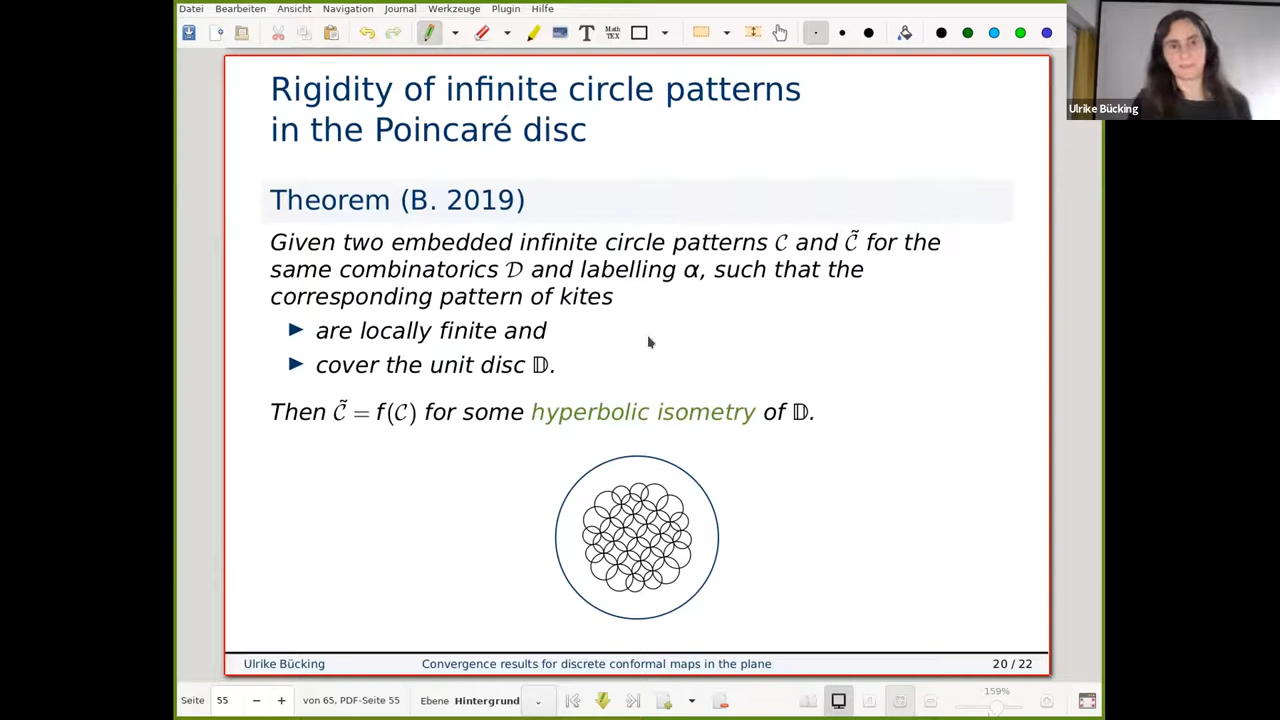 Datei Bearbeiten Ansicht Navigation Journal Werkzeuge Plugin Hilfe
T Math TEX
Ulrike Bücking
Rigidity of infinite circle patterns
in the Poincaré disc
Theorem (B. 2019)
Given two embedded infinite circle patterns 𝒞 and 𝒞̃ for the
same combinatorics 𝒟 and labelling α, such that the
corresponding pattern of kites
▶ are locally finite and
▶ cover the unit disc 𝔻.
Then 𝒞̃ = f(𝒞) for some hyperbolic isometry of 𝔻.
Ulrike Bücking Convergence results for discrete conformal maps in the plane 20 / 22
Seite 55 − + von 65, PDF-Seite 55 Ebene Hintergrund 159%